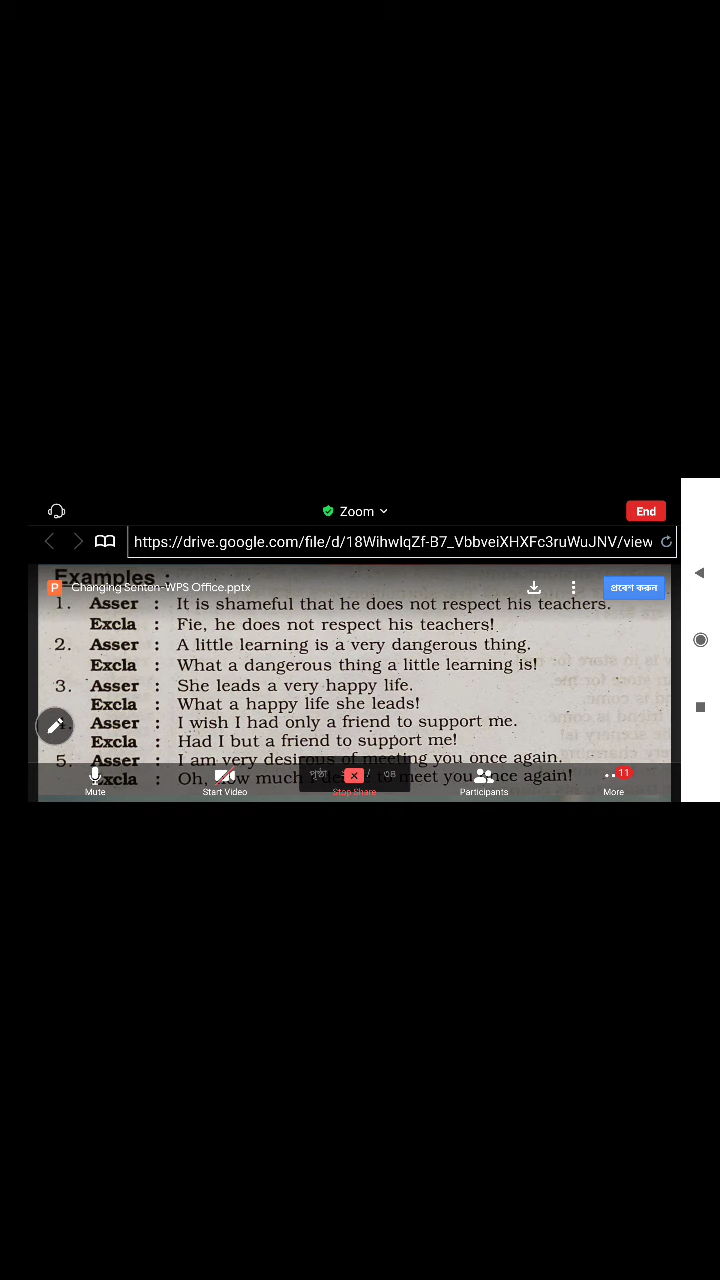 Zoom
End
https://drive.google.com/file/d/18WihwIqZf-B7_VbbveiXHXFc3ruWuJNV/view
Examples :
P Changing Senten-WPS Office.pptx
প্রবেশ করুন
1. Asser : It is shameful that he does not respect his teachers.
Excla : Fie, he does not respect his teachers!
2. Asser : A little learning is a very dangerous thing.
Excla : What a dangerous thing a little learning is!
3. Asser : She leads a very happy life.
Excla : What a happy life she leads!
4. Asser : I wish I had only a friend to support me.
Excla : Had I but a friend to support me!
5. Asser : I am very desirous of meeting you once again.
Excla : Oh, how much to meet you once again!
পৃষ্ঠা / ৩৪
11
Mute
Start Video
Stop Share
Participants
More